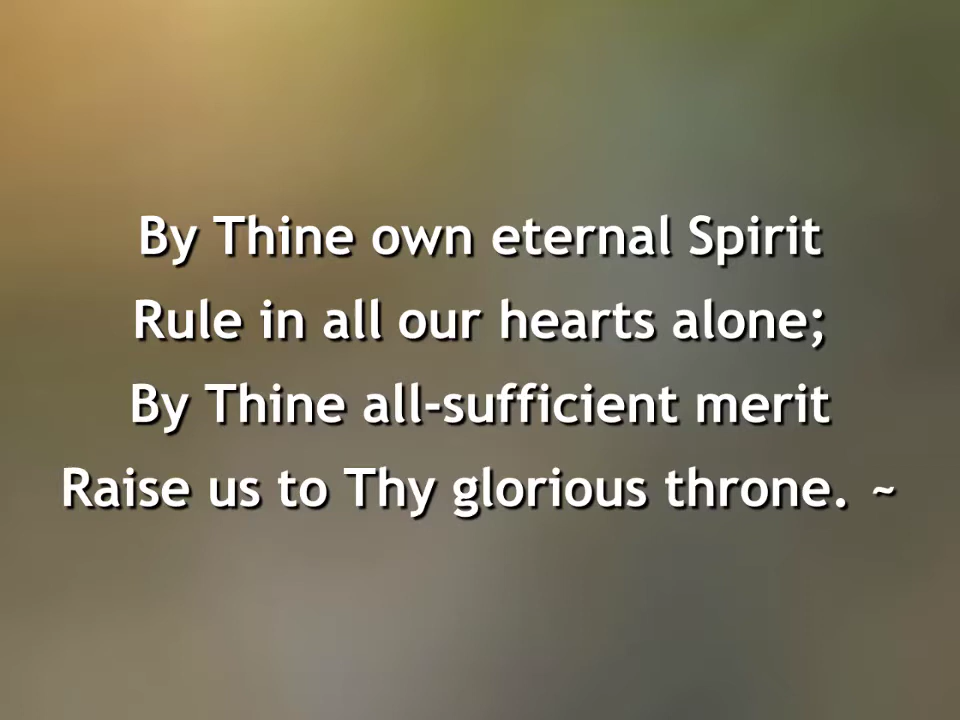 By Thine own eternal Spirit
Rule in all our hearts alone;
By Thine all-sufficient merit
Raise us to Thy glorious throne. ~